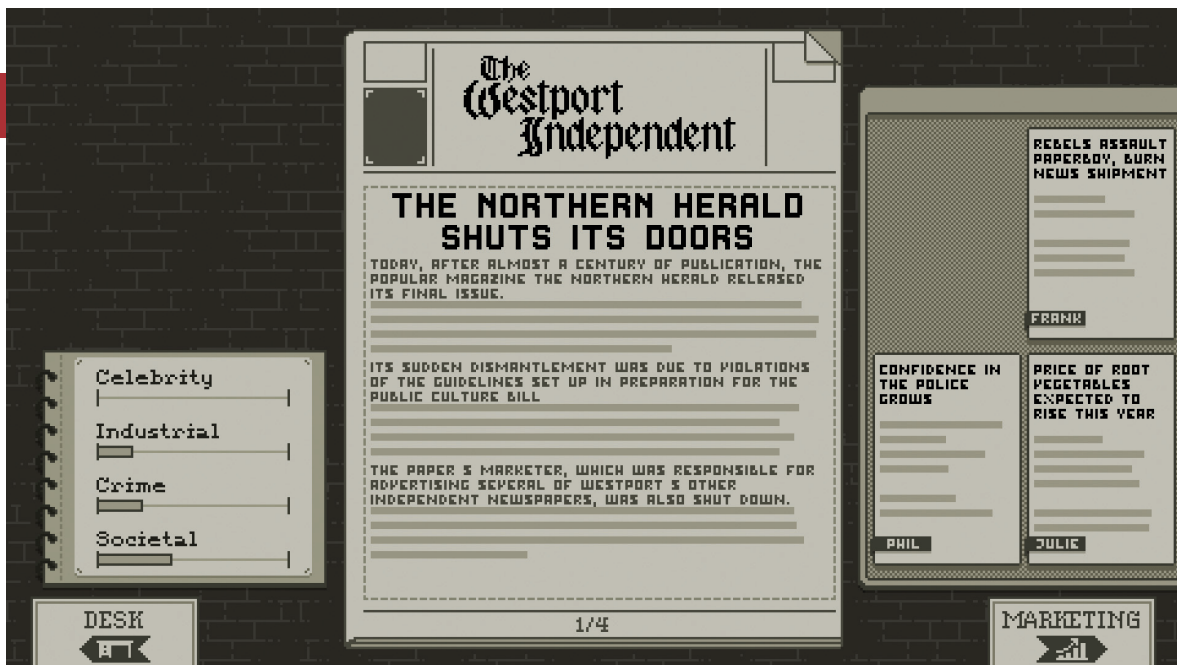 The
Westport
Independent
THE NORTHERN HERALD
SHUTS ITS DOORS
TODAY, AFTER ALMOST A CENTURY OF PUBLICATION, THE
POPULAR MAGAZINE THE NORTHERN HERALD RELEASED
ITS FINAL ISSUE.
ITS SUDDEN DISMANTLEMENT WAS DUE TO VIOLATIONS
OF THE GUIDELINES SET UP IN PREPARATION FOR THE
PUBLIC CULTURE BILL
THE PAPER S MARKETER, WHICH WAS RESPONSIBLE FOR
ADVERTISING SEVERAL OF WESTPORT S OTHER
INDEPENDENT NEWSPAPERS, WAS ALSO SHUT DOWN.
1/4
Celebrity
Industrial
Crime
Societal
DESK
REBELS ASSAULT
PAPERBOY, BURN
NEWS SHIPMENT
FRANK
CONFIDENCE IN
THE POLICE
GROWS
PHIL
PRICE OF ROOT
VEGETABLES
EXPECTED TO
RISE THIS YEAR
JULIE
MARKETING